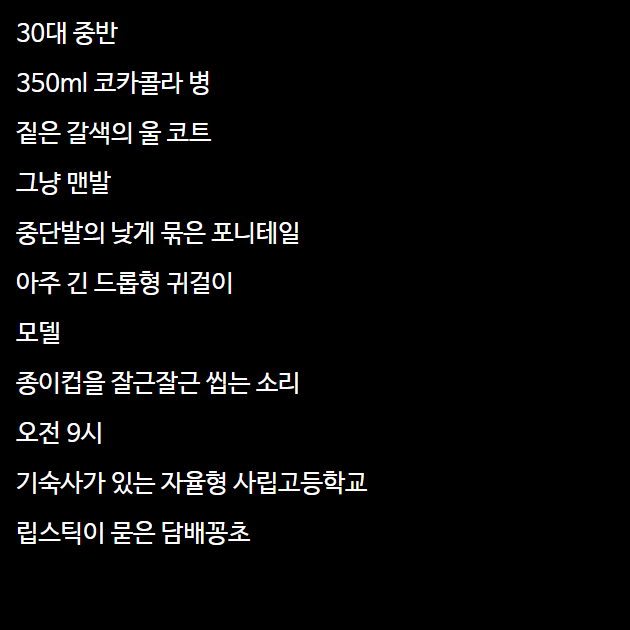 30대 중반
350ml 코카콜라 병
짙은 갈색의 울 코트
그냥 맨발
중단발의 낮게 묶은 포니테일
아주 긴 드롭형 귀걸이
모델
종이컵을 잘근잘근 씹는 소리
오전 9시
기숙사가 있는 자율형 사립고등학교
립스틱이 묻은 담배꽁초